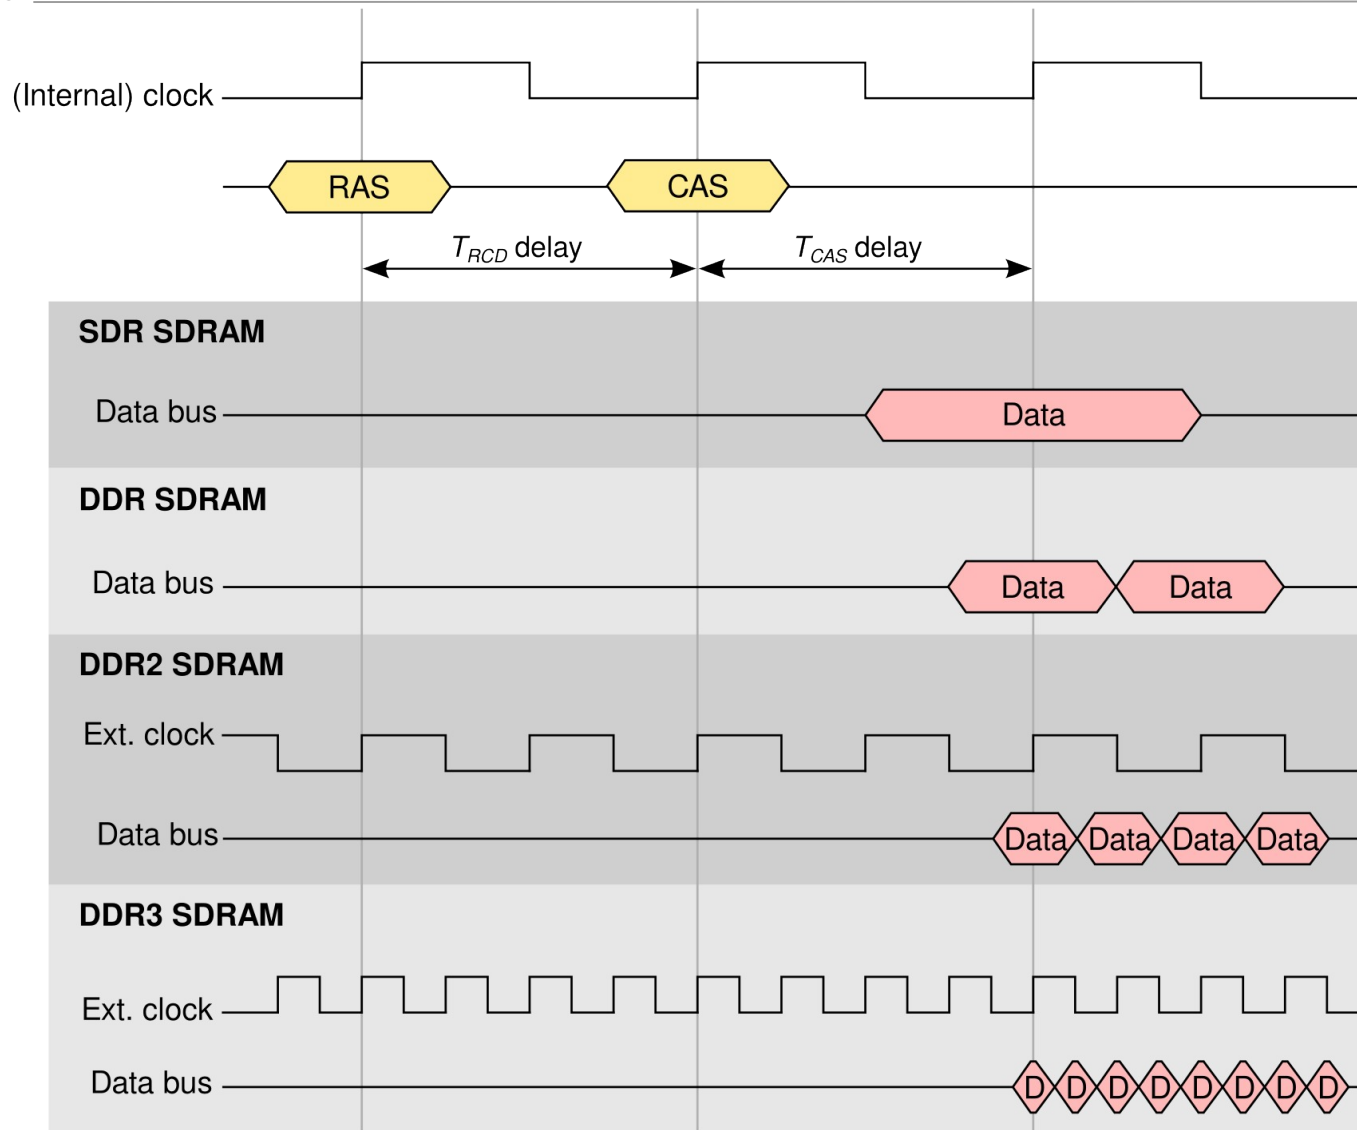 (Internal) clock
RAS CAS
TRCD delay TCAS delay
SDR SDRAM
Data bus Data
DDR SDRAM
Data bus Data Data
DDR2 SDRAM
Ext. clock
Data bus Data Data Data Data
DDR3 SDRAM
Ext. clock
Data bus D D D D D D D D